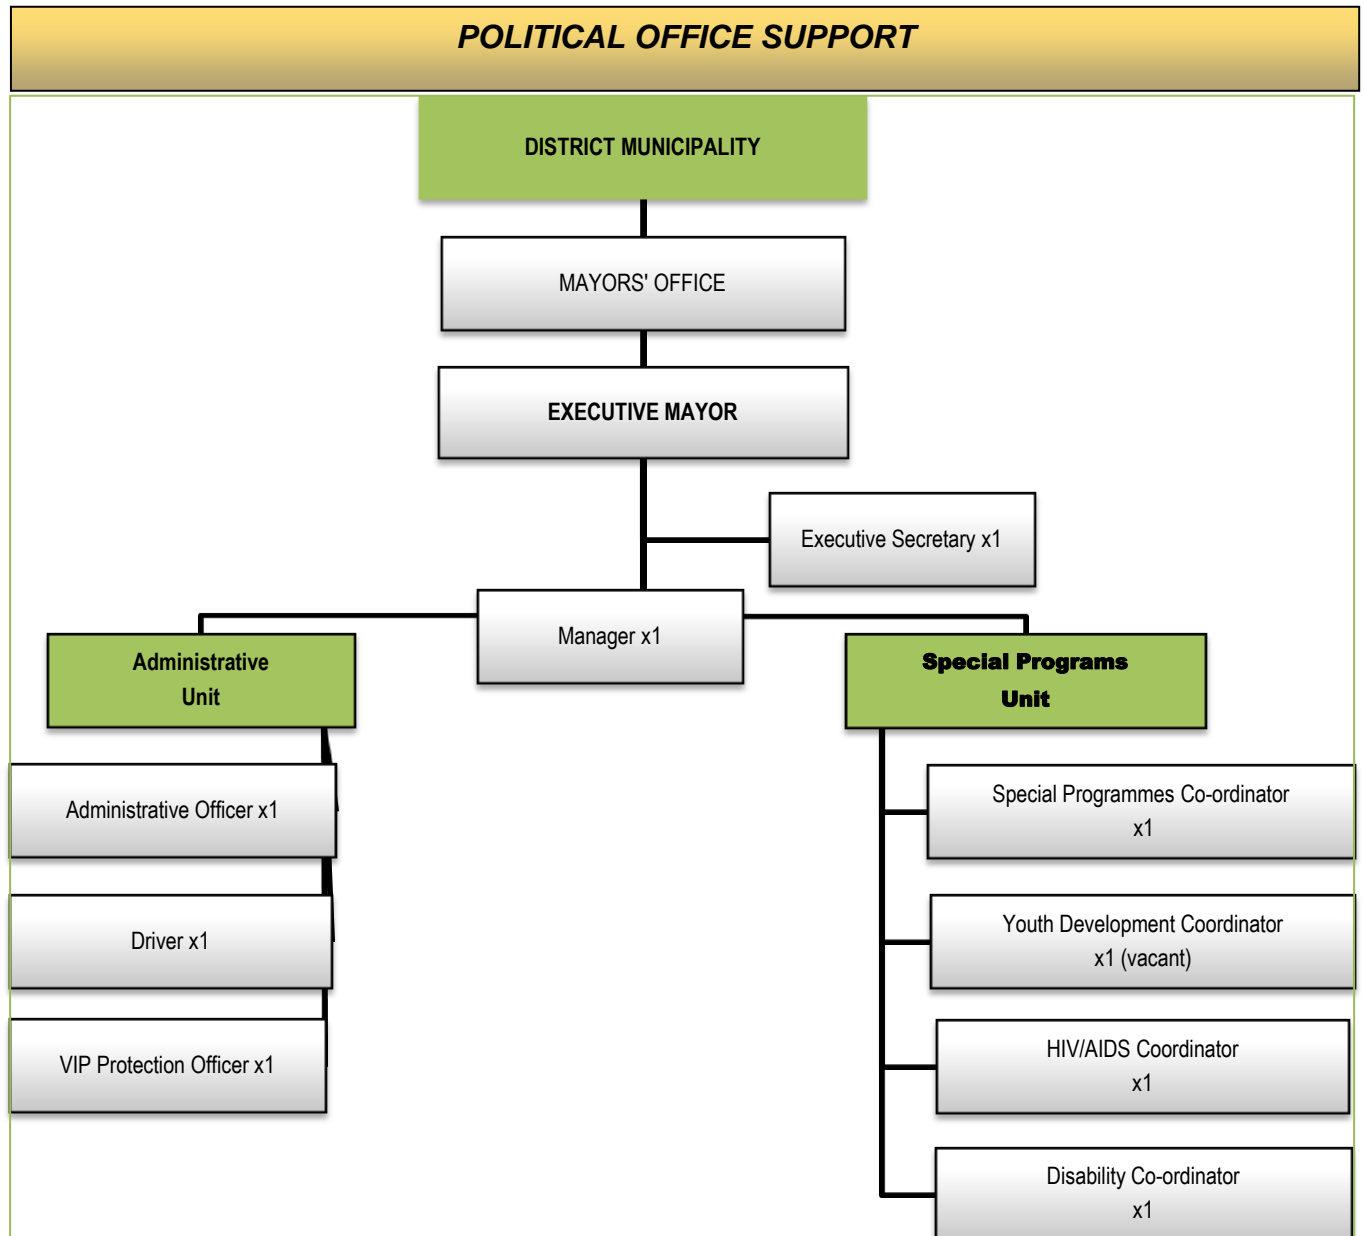 POLITICAL OFFICE SUPPORT
DISTRICT MUNICIPALITY
MAYORS' OFFICE
EXECUTIVE MAYOR
Executive Secretary x1
Manager x1
Administrative
Unit
Administrative Officer x1
Driver x1
VIP Protection Officer x1
Special Programs
Unit
Special Programmes Co-ordinator
x1
Youth Development Coordinator
x1 (vacant)
HIV/AIDS Coordinator
x1
Disability Co-ordinator
x1